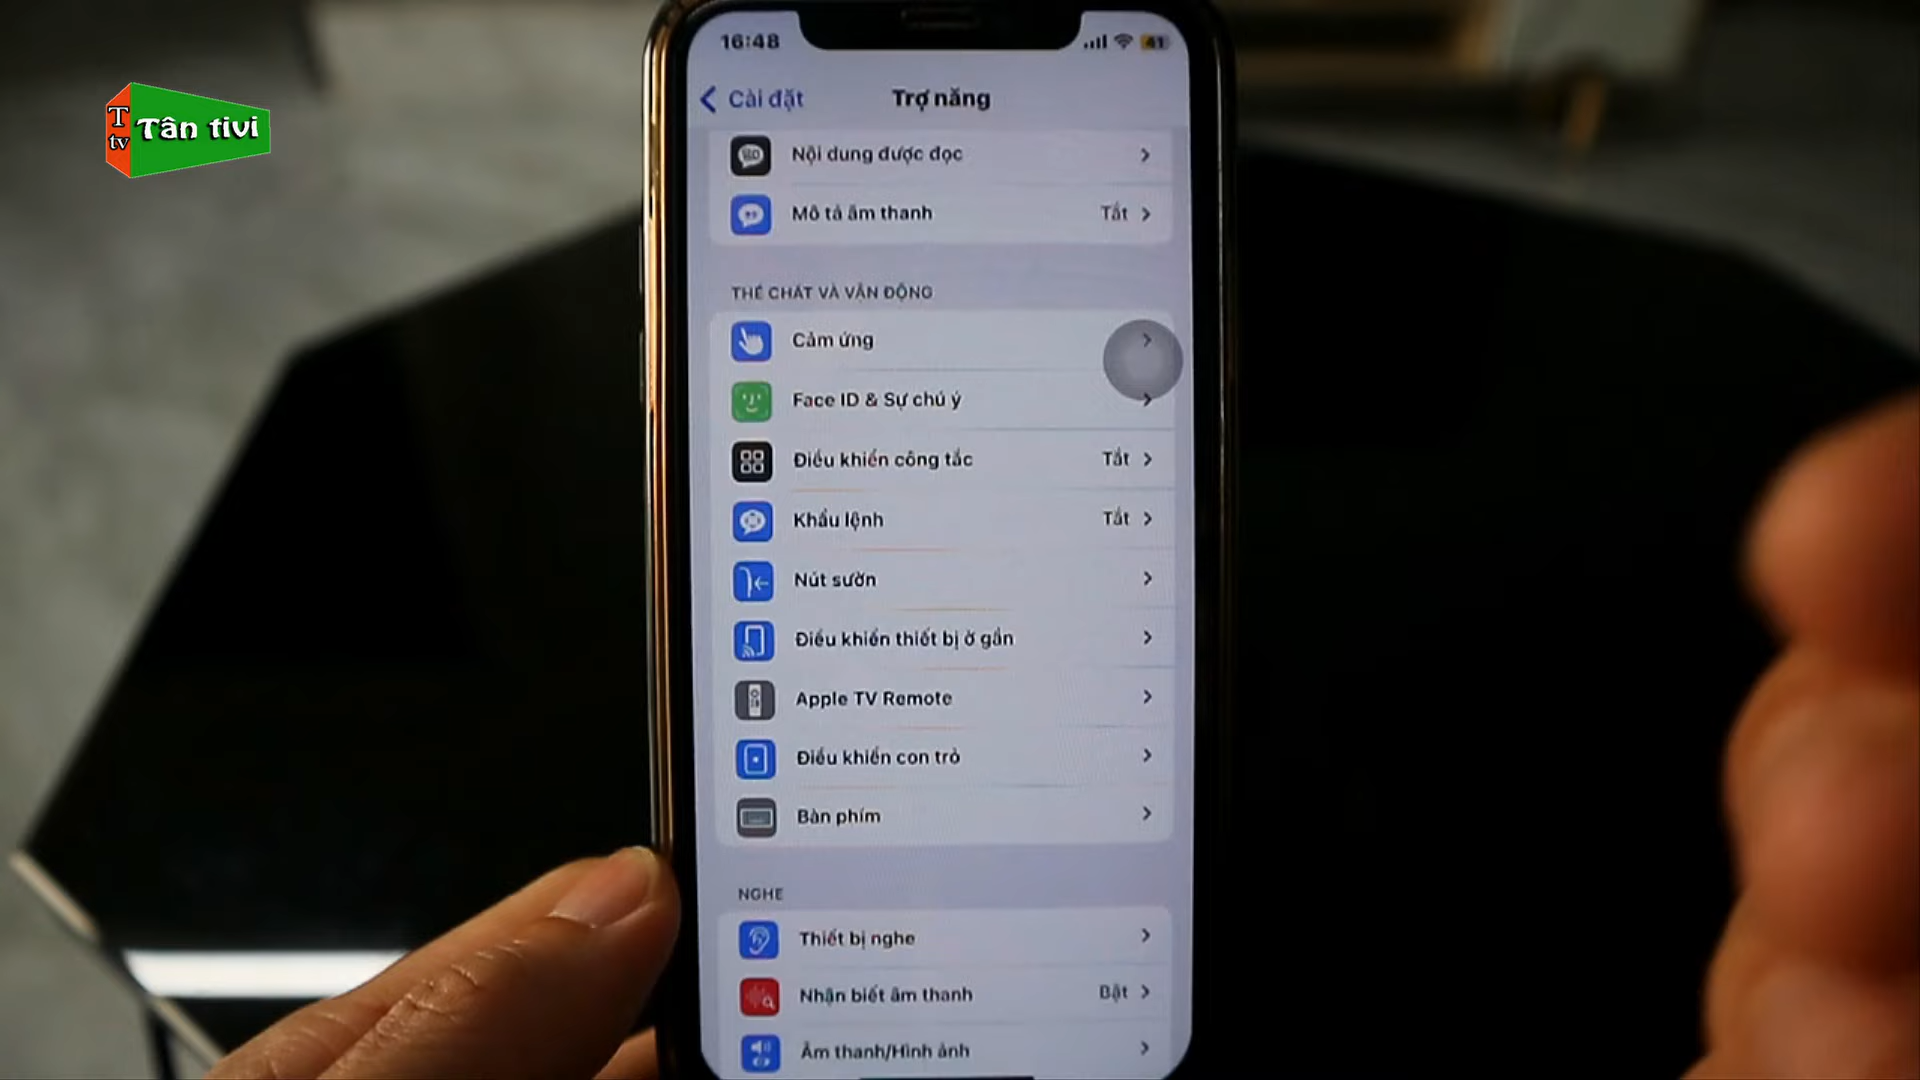 16:48
41
T
tv
Tân tivi
Cài đặt
Trợ năng
Nội dung được đọc
Mô tả âm thanh
Tắt
THỂ CHẤT VÀ VẬN ĐỘNG
Cảm ứng
Face ID & Sự chú ý
Điều khiển công tắc
Tắt
Khẩu lệnh
Tắt
Nút sườn
Điều khiển thiết bị ở gần
Apple TV Remote
Điều khiển con trỏ
Bàn phím
NGHE
Thiết bị nghe
Nhận biết âm thanh
Bật
Âm thanh/Hình ảnh